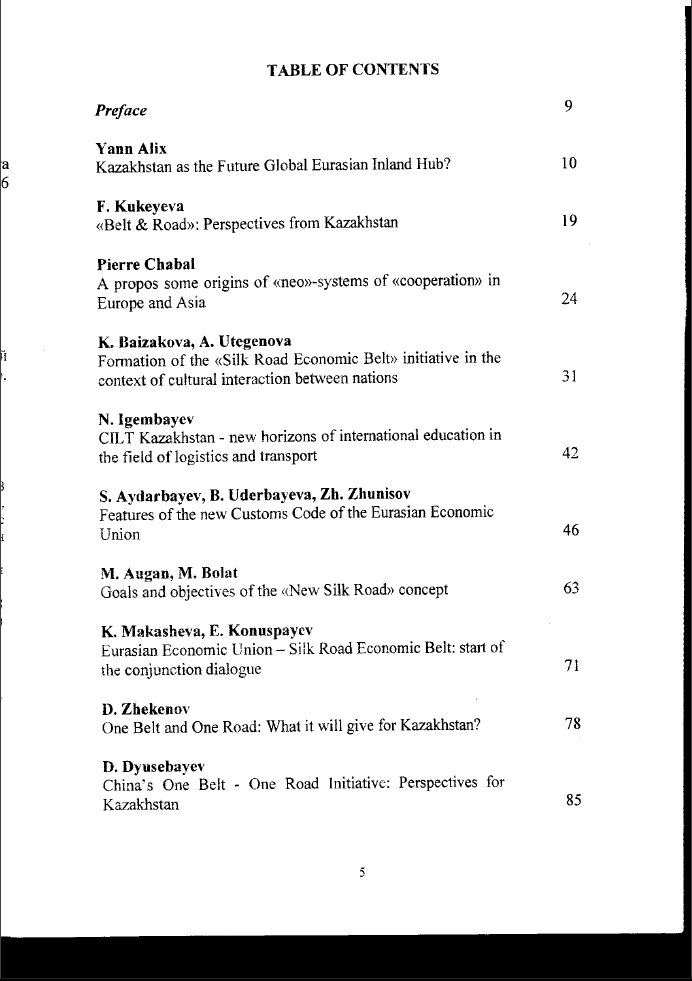 TABLE OF CONTENTS
Preface 9
Yann Alix
Kazakhstan as the Future Global Eurasian Inland Hub? 10
F. Kukeyeva
«Belt & Road»: Perspectives from Kazakhstan 19
Pierre Chabal
A propos some origins of «neo»-systems of «cooperation» in
Europe and Asia 24
K. Baizakova, A. Utegenova
Formation of the «Silk Road Economic Belt» initiative in the
context of cultural interaction between nations 31
N. Igembayev
CILT Kazakhstan - new horizons of international education in
the field of logistics and transport 42
S. Aydarbayev, B. Uderbayeva, Zh. Zhunisov
Features of the new Customs Code of the Eurasian Economic
Union 46
M. Augan, M. Bolat
Goals and objectives of the «New Silk Road» concept 63
K. Makasheva, E. Konuspayev
Eurasian Economic Union – Silk Road Economic Belt: start of
the conjunction dialogue 71
D. Zhekenov
One Belt and One Road: What it will give for Kazakhstan? 78
D. Dyusebayev
China's One Belt - One Road Initiative: Perspectives for
Kazakhstan 85
5